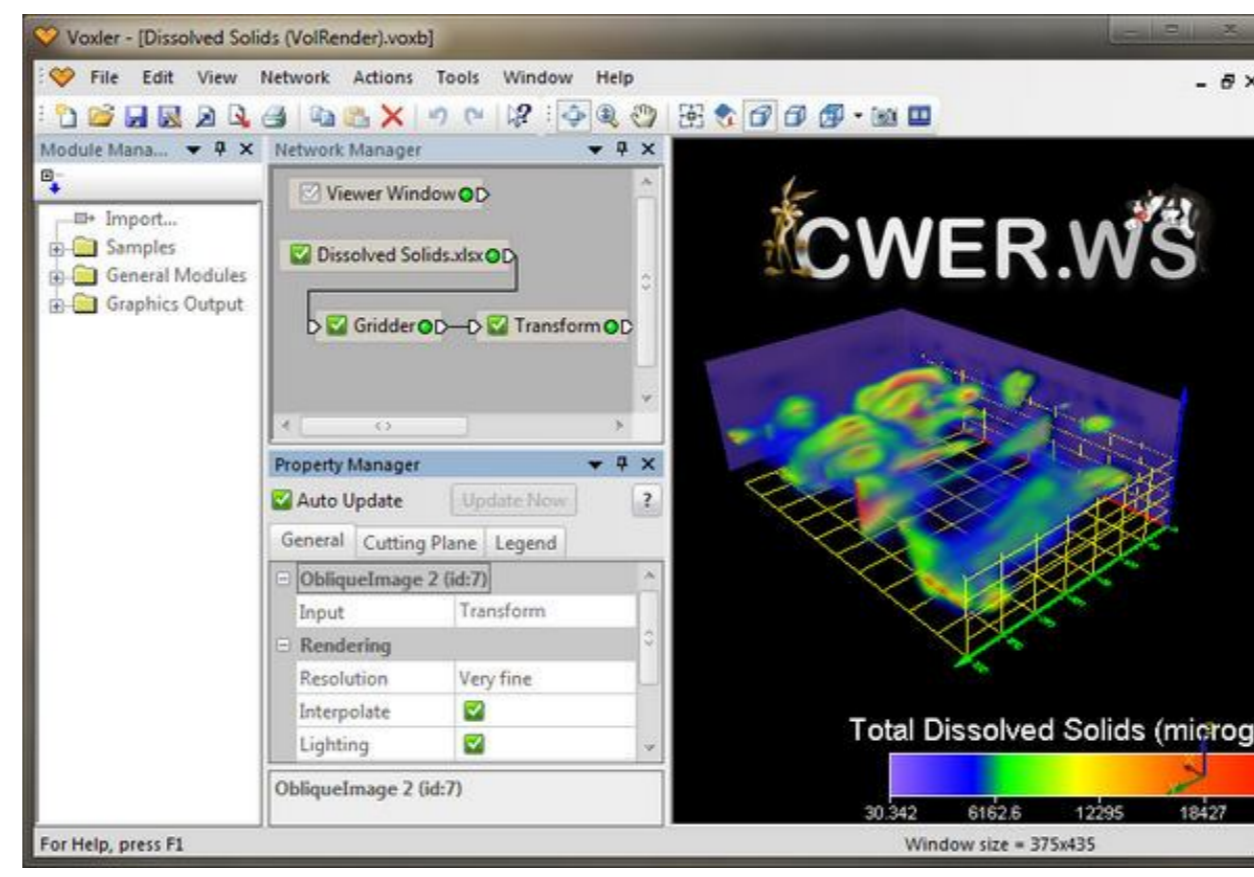 Voxler - [Dissolved Solids (VolRender).voxb]
File Edit View Network Actions Tools Window Help
Module Mana...
Import...
Samples
General Modules
Graphics Output
Network Manager
Viewer Window
Dissolved Solids.xlsx
Gridder
Transform
Property Manager
Auto Update
Update Now
?
General
Cutting Plane
Legend
ObliqueImage 2 (id:7)
Input Transform
Rendering
Resolution Very fine
Interpolate
Lighting
ObliqueImage 2 (id:7)
CWER.WS
Total Dissolved Solids (microg
30.342 6162.6 12295 18427
For Help, press F1
Window size = 375x435